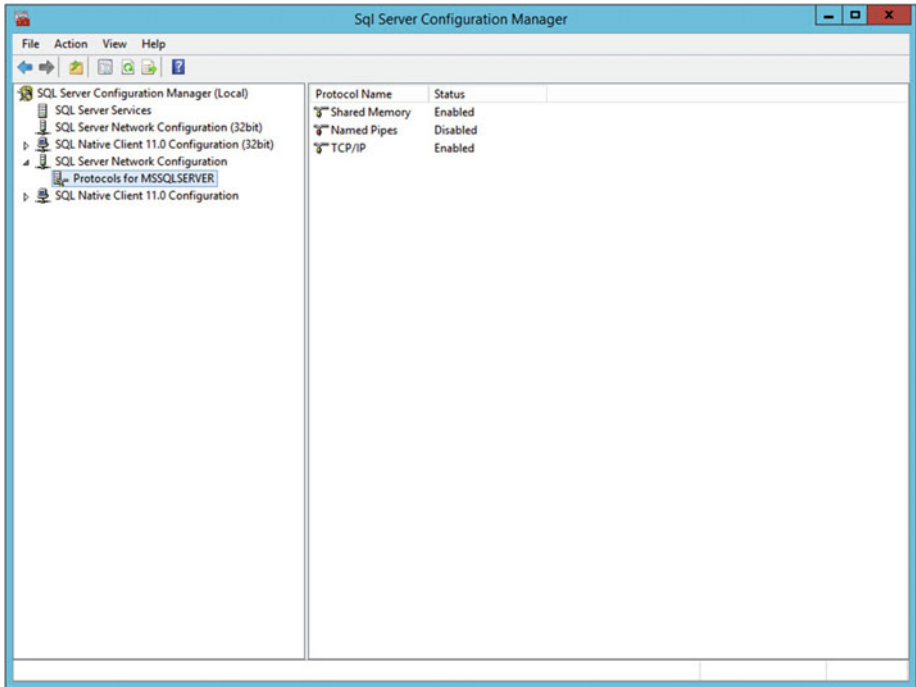 Sql Server Configuration Manager
File Action View Help
SQL Server Configuration Manager (Local)
SQL Server Services
SQL Server Network Configuration (32bit)
SQL Native Client 11.0 Configuration (32bit)
SQL Server Network Configuration
Protocols for MSSQLSERVER
SQL Native Client 11.0 Configuration
Protocol Name Status
Shared Memory Enabled
Named Pipes Disabled
TCP/IP Enabled